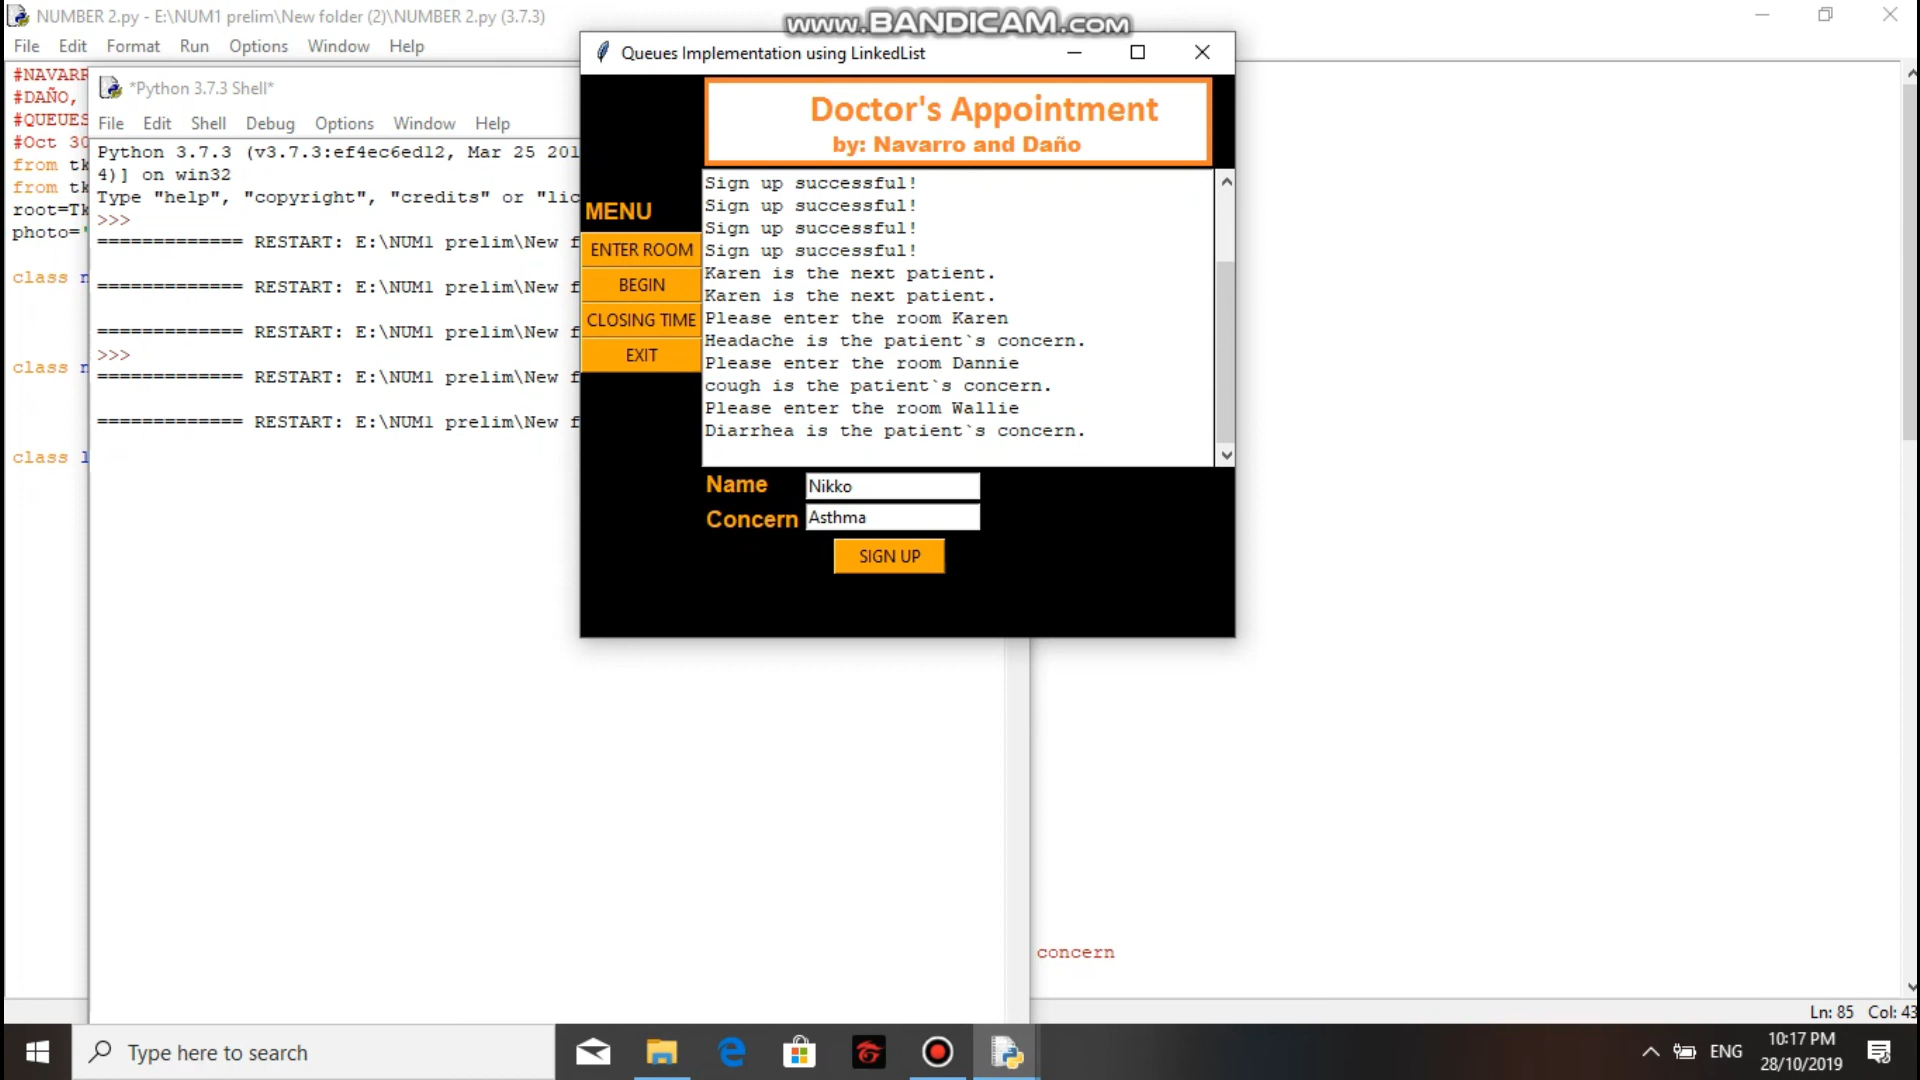 www.BANDICAM.com
NUMBER 2.py - E:\NUM1 prelim\New folder (2)\NUMBER 2.py (3.7.3)
File Edit Format Run Options Window Help
#NAVARR
#DAÑO,
#QUEUES
#Oct 30
from tk
from tk
root=Tk
photo='
class n
class n
class l
*Python 3.7.3 Shell*
File Edit Shell Debug Options Window Help
Python 3.7.3 (v3.7.3:ef4ec6ed12, Mar 25 201
4)] on win32
Type "help", "copyright", "credits" or "lic
>>>
============= RESTART: E:\NUM1 prelim\New f
============= RESTART: E:\NUM1 prelim\New f
============= RESTART: E:\NUM1 prelim\New f
>>>
============= RESTART: E:\NUM1 prelim\New f
============= RESTART: E:\NUM1 prelim\New f
Queues Implementation using LinkedList
Doctor's Appointment
by: Navarro and Daño
MENU
ENTER ROOM
BEGIN
CLOSING TIME
EXIT
Sign up successful!
Sign up successful!
Sign up successful!
Sign up successful!
Karen is the next patient.
Karen is the next patient.
Please enter the room Karen
Headache is the patient`s concern.
Please enter the room Dannie
cough is the patient`s concern.
Please enter the room Wallie
Diarrhea is the patient`s concern.
Name Nikko
Concern Asthma
SIGN UP
concern
Ln: 85 Col: 43
Type here to search
ENG
10:17 PM
28/10/2019